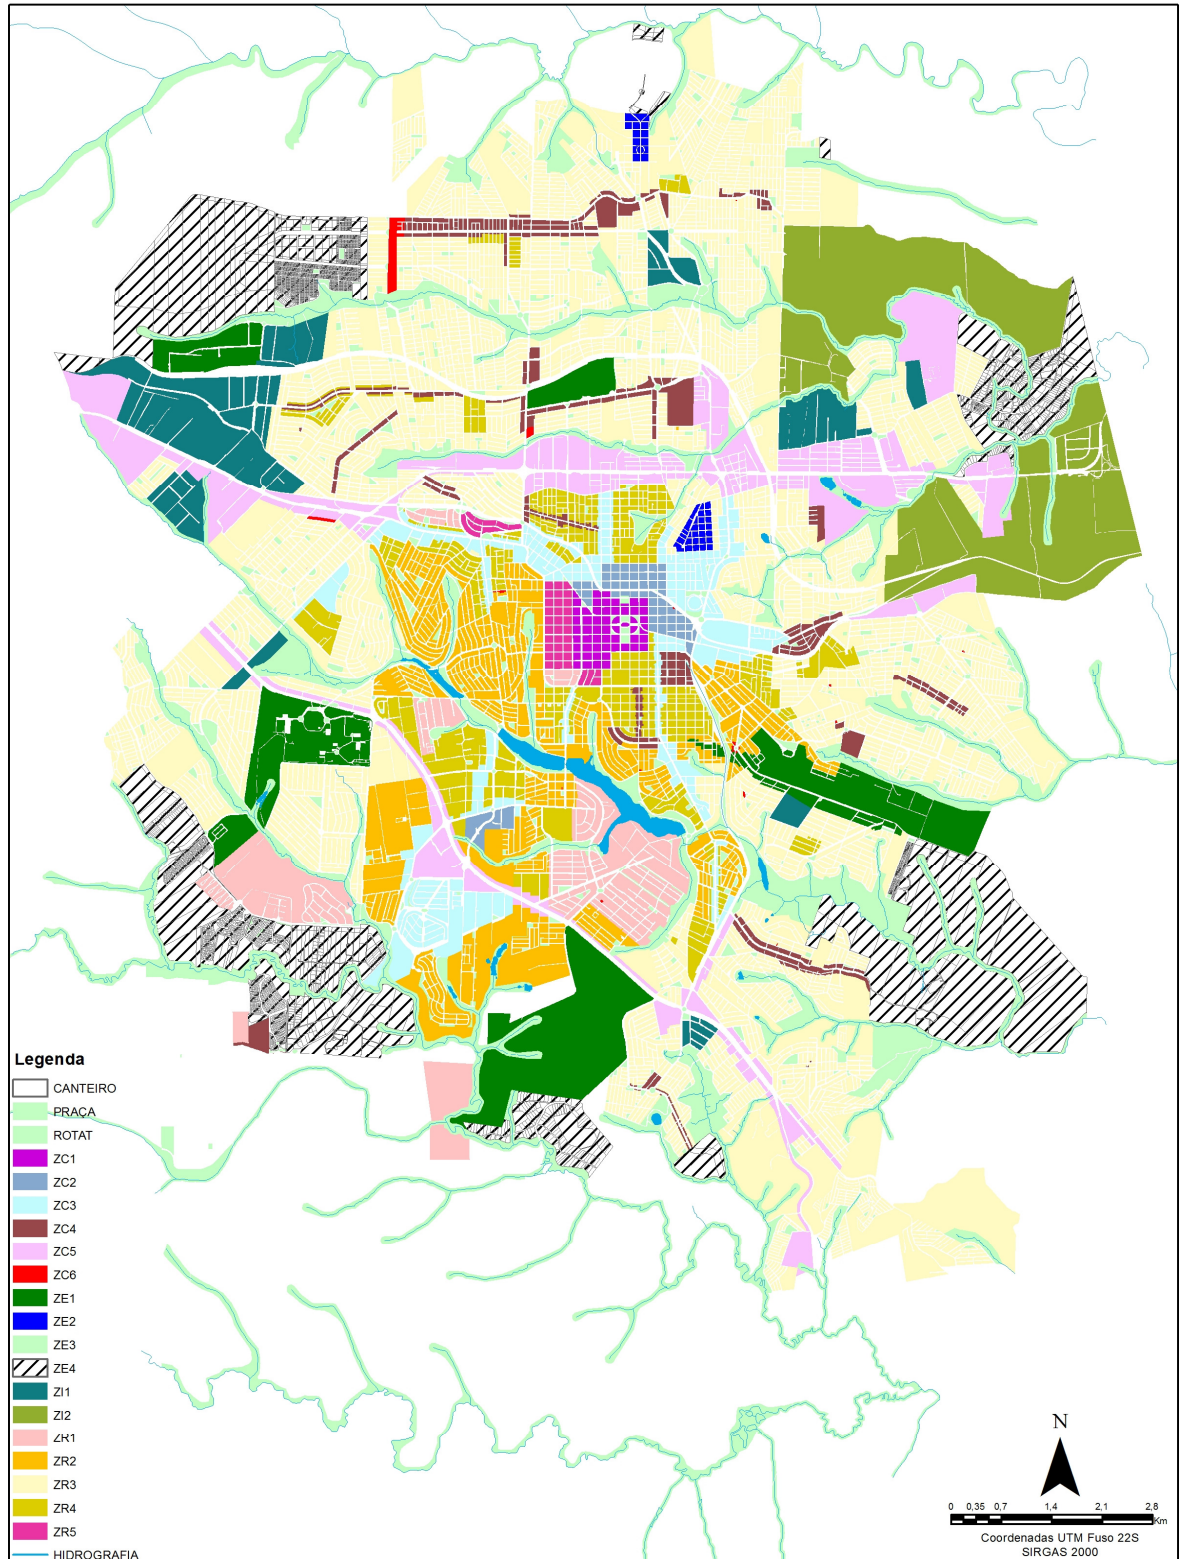 Legenda
CANTEIRO
PRAÇA
ROTAT
ZC1
ZC2
ZC3
ZC4
ZC5
ZC6
ZE1
ZE2
ZE3
ZE4
ZI1
ZI2
ZR1
ZR2
ZR3
ZR4
ZR5
HIDROGRAFIA
N
0 0,35 0,7 1,4 2,1 2,8
Km
Coordenadas UTM Fuso 22S
SIRGAS 2000